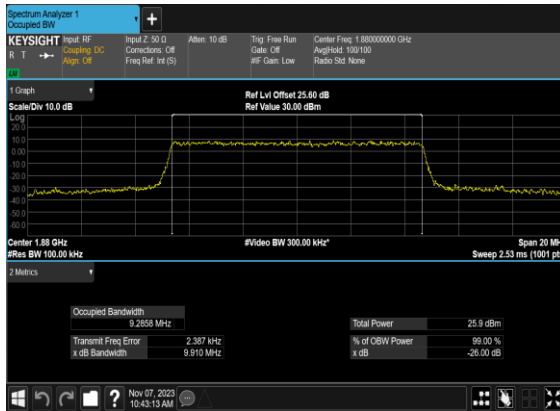 Spectrum Analyzer 1
Occupied BW
KEYSIGHT
R T
Input: RF
Coupling: DC
Align: Off
Input Z: 50 Ω
Corrections: Off
Freq Ref: Int (S)
Atten: 10 dB
Trig: Free Run
Gate: Off
#IF Gain: Low
Center Freq: 1.880000000 GHz
Avg|Hold: 100/100
Radio Std: None
1 Graph
Scale/Div 10.0 dB
Ref Lvl Offset 25.60 dB
Ref Value 30.00 dBm
Log
20.0
10.0
0.00
-10.0
-20.0
-30.0
-40.0
-50.0
-60.0
Center 1.88 GHz
#Video BW 300.00 kHz*
Span 20 MH
#Res BW 100.00 kHz
Sweep 2.53 ms (1001 pt
2 Metrics
Occupied Bandwidth
9.2858 MHz
Transmit Freq Error 2.387 kHz
x dB Bandwidth 9.910 MHz
Total Power 25.9 dBm
% of OBW Power 99.00 %
x dB -26.00 dB
Nov 07, 2023
10:43:13 AM